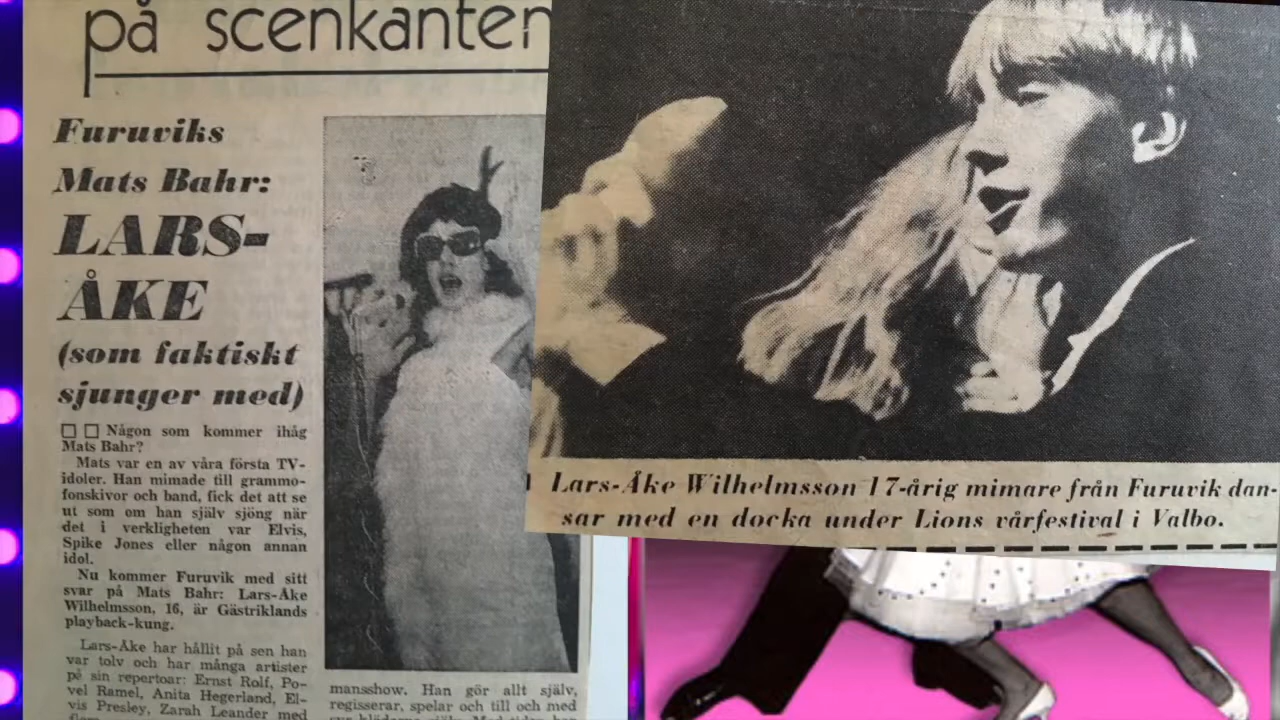 på scenkanten
Furuviks
Mats Bahr:
LARS-
ÅKE
(som faktiskt
sjunger med)
□ □ Någon som kommer ihåg
Mats Bahr?
Mats var en av våra första TV-
idoler. Han mimade till grammo-
fonskivor och band, fick det att se
ut som om han själv sjöng när
det i verkligheten var Elvis,
Spike Jones eller någon annan
idol.
Nu kommer Furuvik med sitt
svar på Mats Bahr: Lars-Åke
Wilhelmsson, 16, är Gästriklands
playback-kung.
Lars-Åke har hållit på sen han
var tolv och har många artister
på sin repertoar: Ernst Rolf, Po-
vel Ramel, Anita Hegerland, El-
vis Presley, Zarah Leander med
mansshow. Han gör allt själv,
regisserar, spelar och till och med
Lars-Åke Wilhelmsson 17-årig mimare från Furuvik dan-
sar med en docka under Lions vårfestival i Valbo.